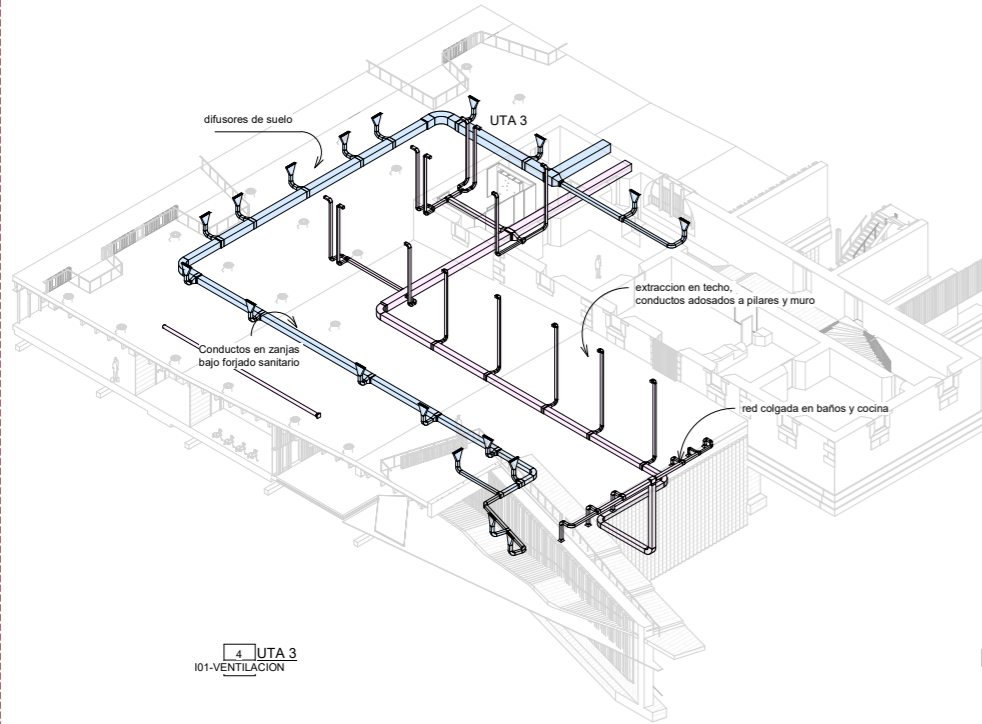 difusores de suelo
UTA 3
extraccion en techo,
conductos adosados a pilares y muro
Conductos en zanjas
bajo forjado sanitario
red colgada en baños y cocina
4 UTA 3
I01-VENTILACION